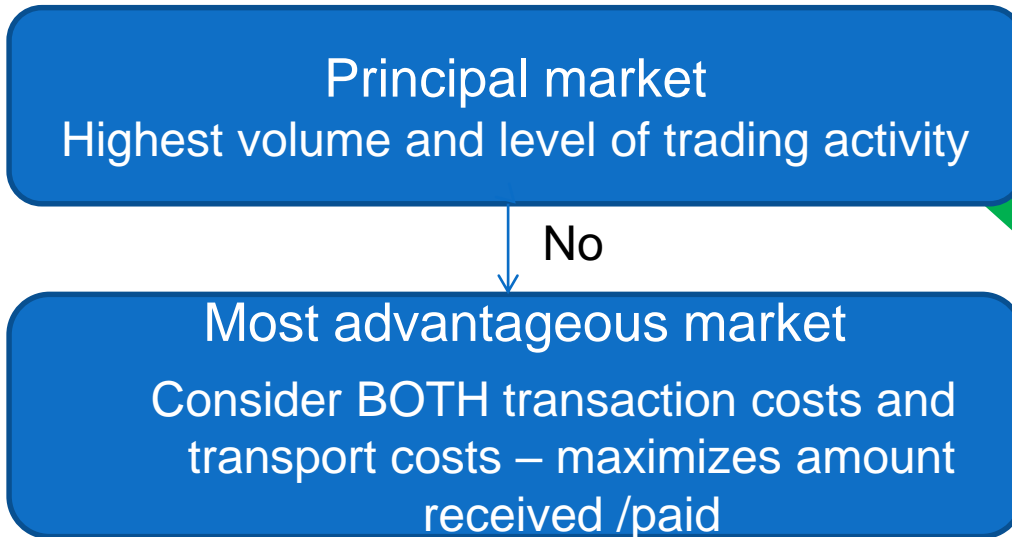 Principal market
Highest volume and level of trading activity
No
Most advantageous market
Consider BOTH transaction costs and
transport costs – maximizes amount
received /paid